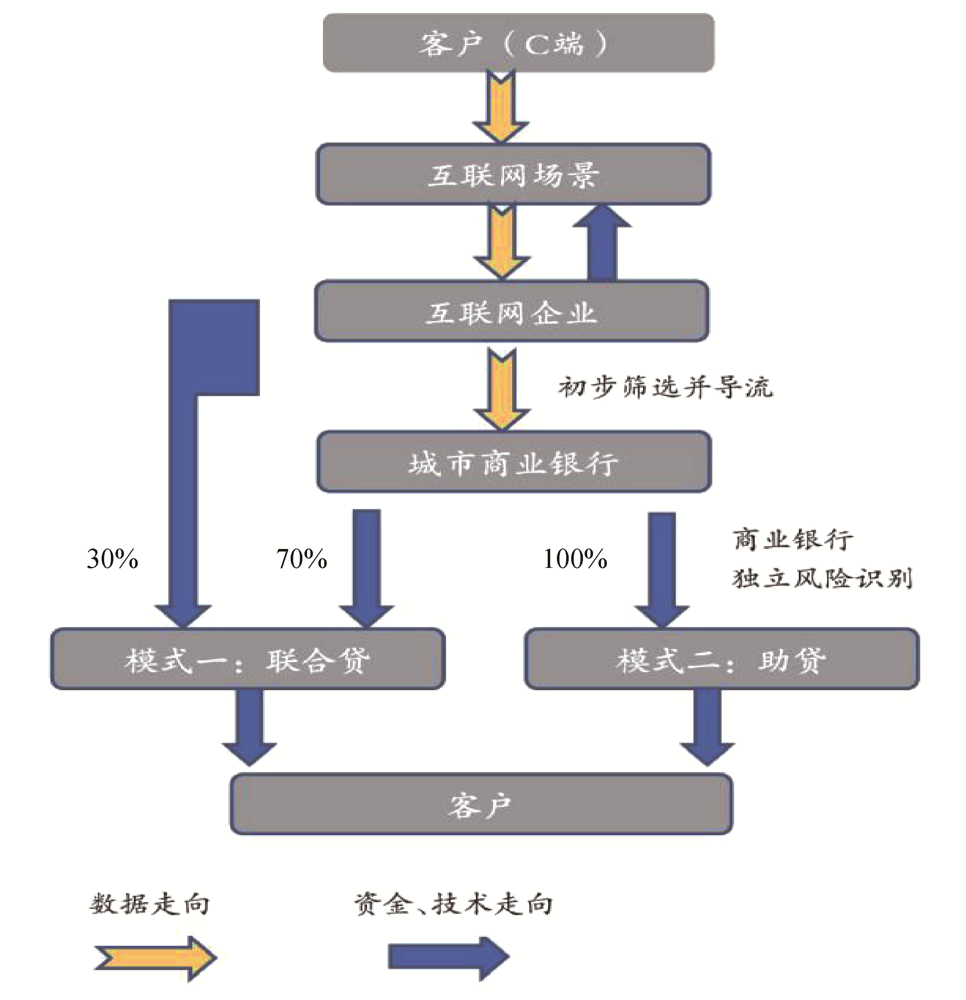 客户（C端）
互联网场景
互联网企业
初步筛选并导流
城市商业银行
30%
70%
100%
商业银行
独立风险识别
模式一：联合贷
模式二：助贷
客户
数据走向
资金、技术走向